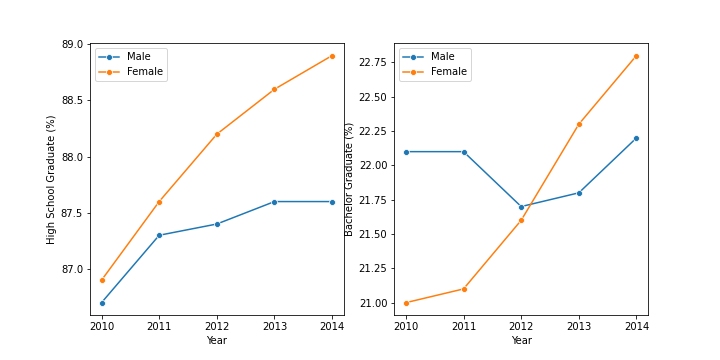 High School Graduate (%)
89.0
88.5
88.0
87.5
87.0
Male
Female
2010 2011 2012 2013 2014
Year
Bachelor Graduate (%)
22.75
22.50
22.25
22.00
21.75
21.50
21.25
21.00
Male
Female
2010 2011 2012 2013 2014
Year